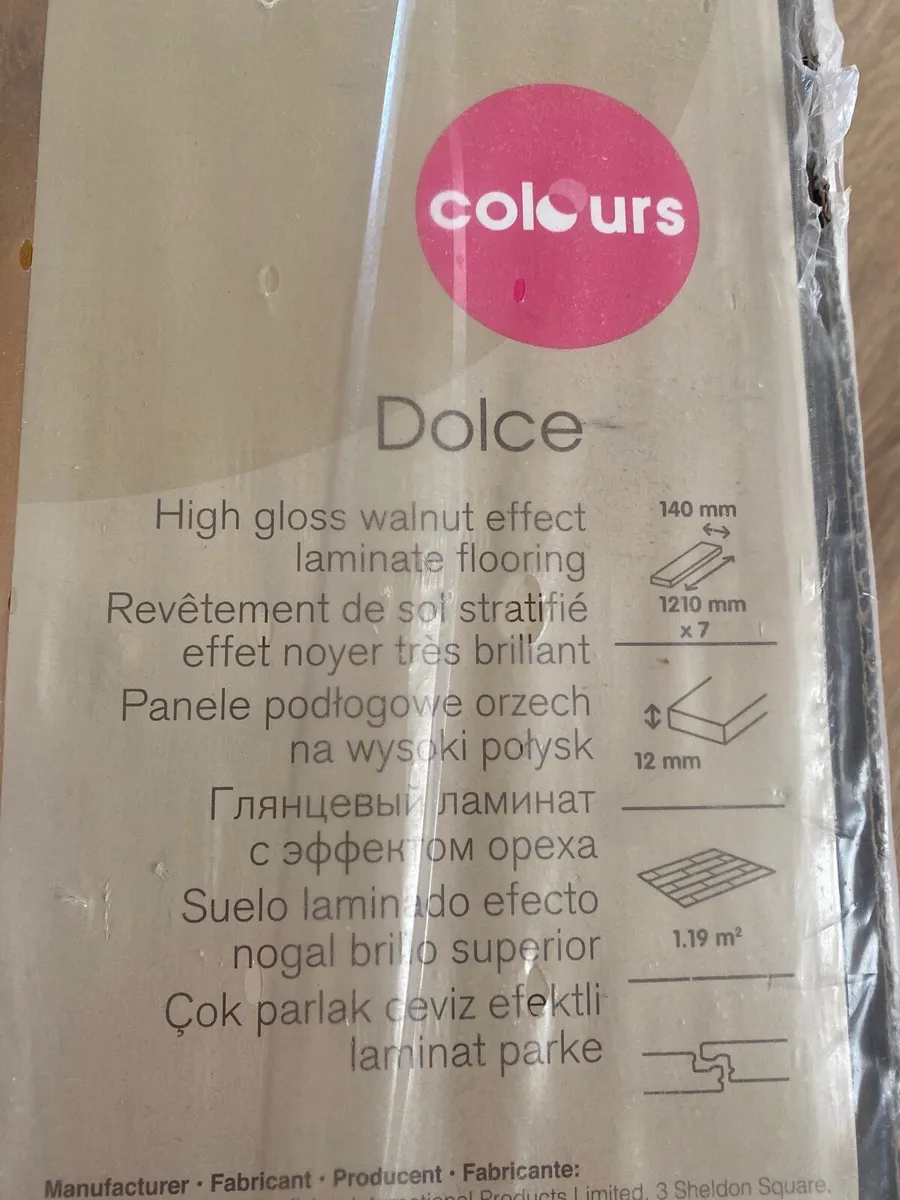 colours
Dolce
High gloss walnut effect
laminate flooring
Revêtement de sol stratifié
effet noyer très brillant
Panele podłogowe orzech
na wysoki połysk
Глянцевый ламинат
с эффектом ореха
Suelo laminado efecto
nogal brillo superior
Çok parlak ceviz efektli
laminat parke
140 mm
1210 mm
x 7
12 mm
1.19 m²
Manufacturer · Fabricant · Producent · Fabricante:
Products Limited, 3 Sheldon Square,